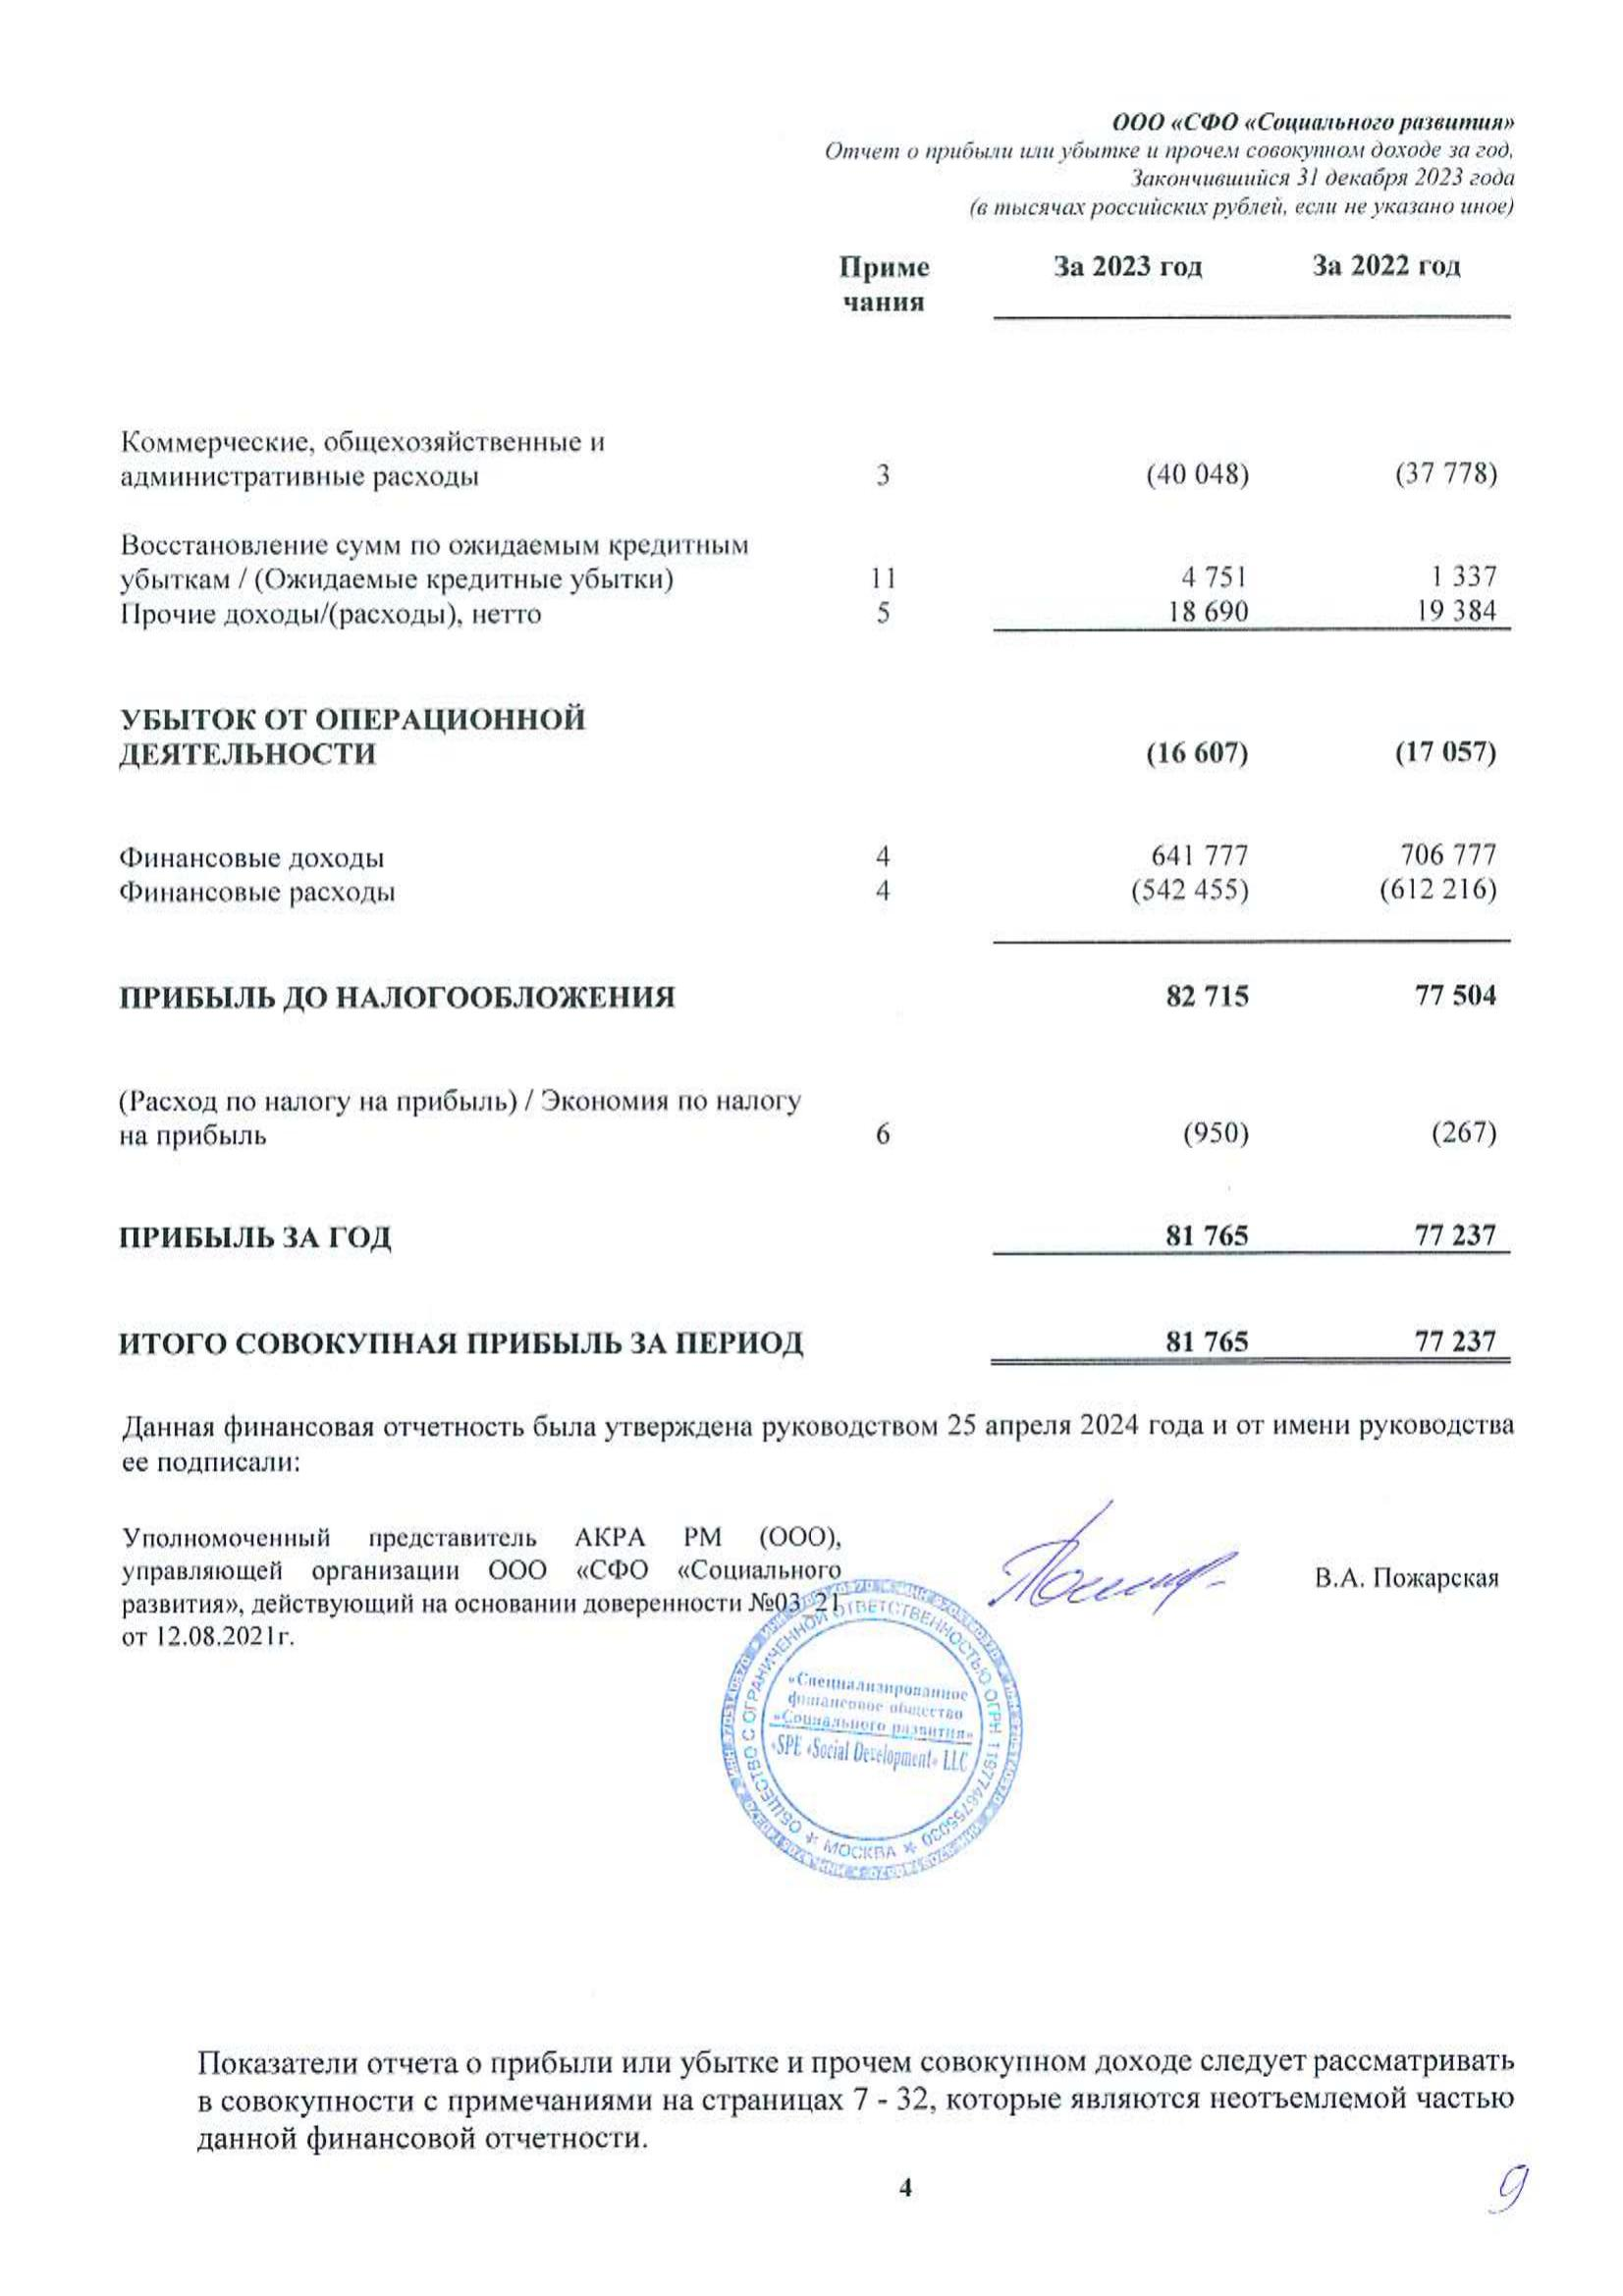 ООО «СФО «Социального развития»
Отчет о прибыли или убытке и прочем совокупном доходе за год,
Закончившийся 31 декабря 2023 года
(в тысячах российских рублей, если не указано иное)
Приме За 2023 год За 2022 год
чания
Коммерческие, общехозяйственные и
административные расходы 3 (40 048) (37 778)
Восстановление сумм по ожидаемым кредитным
убыткам / (Ожидаемые кредитные убытки) 11 4 751 1 337
Прочие доходы/(расходы), нетто 5 18 690 19 384
УБЫТОК ОТ ОПЕРАЦИОННОЙ
ДЕЯТЕЛЬНОСТИ (16 607) (17 057)
Финансовые доходы 4 641 777 706 777
Финансовые расходы 4 (542 455) (612 216)
ПРИБЫЛЬ ДО НАЛОГООБЛОЖЕНИЯ 82 715 77 504
(Расход по налогу на прибыль) / Экономия по налогу
на прибыль 6 (950) (267)
ПРИБЫЛЬ ЗА ГОД 81 765 77 237
ИТОГО СОВОКУПНАЯ ПРИБЫЛЬ ЗА ПЕРИОД 81 765 77 237
Данная финансовая отчетность была утверждена руководством 25 апреля 2024 года и от имени руководства
ее подписали:
Уполномоченный представитель АКРА РМ (ООО),
управляющей организации ООО «СФО «Социального
развития», действующий на основании доверенности №03_21
от 12.08.2021г.
В.А. Пожарская
ОБЩЕСТВО С ОГРАНИЧЕННОЙ ОТВЕТСТВЕННОСТЬЮ ОГРН 1197746755030
* МОСКВА *
«Специализированное
финансовое общество
«Социального развития»
«SPE «Social Development» LLC
Показатели отчета о прибыли или убытке и прочем совокупном доходе следует рассматривать
в совокупности с примечаниями на страницах 7 - 32, которые являются неотъемлемой частью
данной финансовой отчетности.
4
9